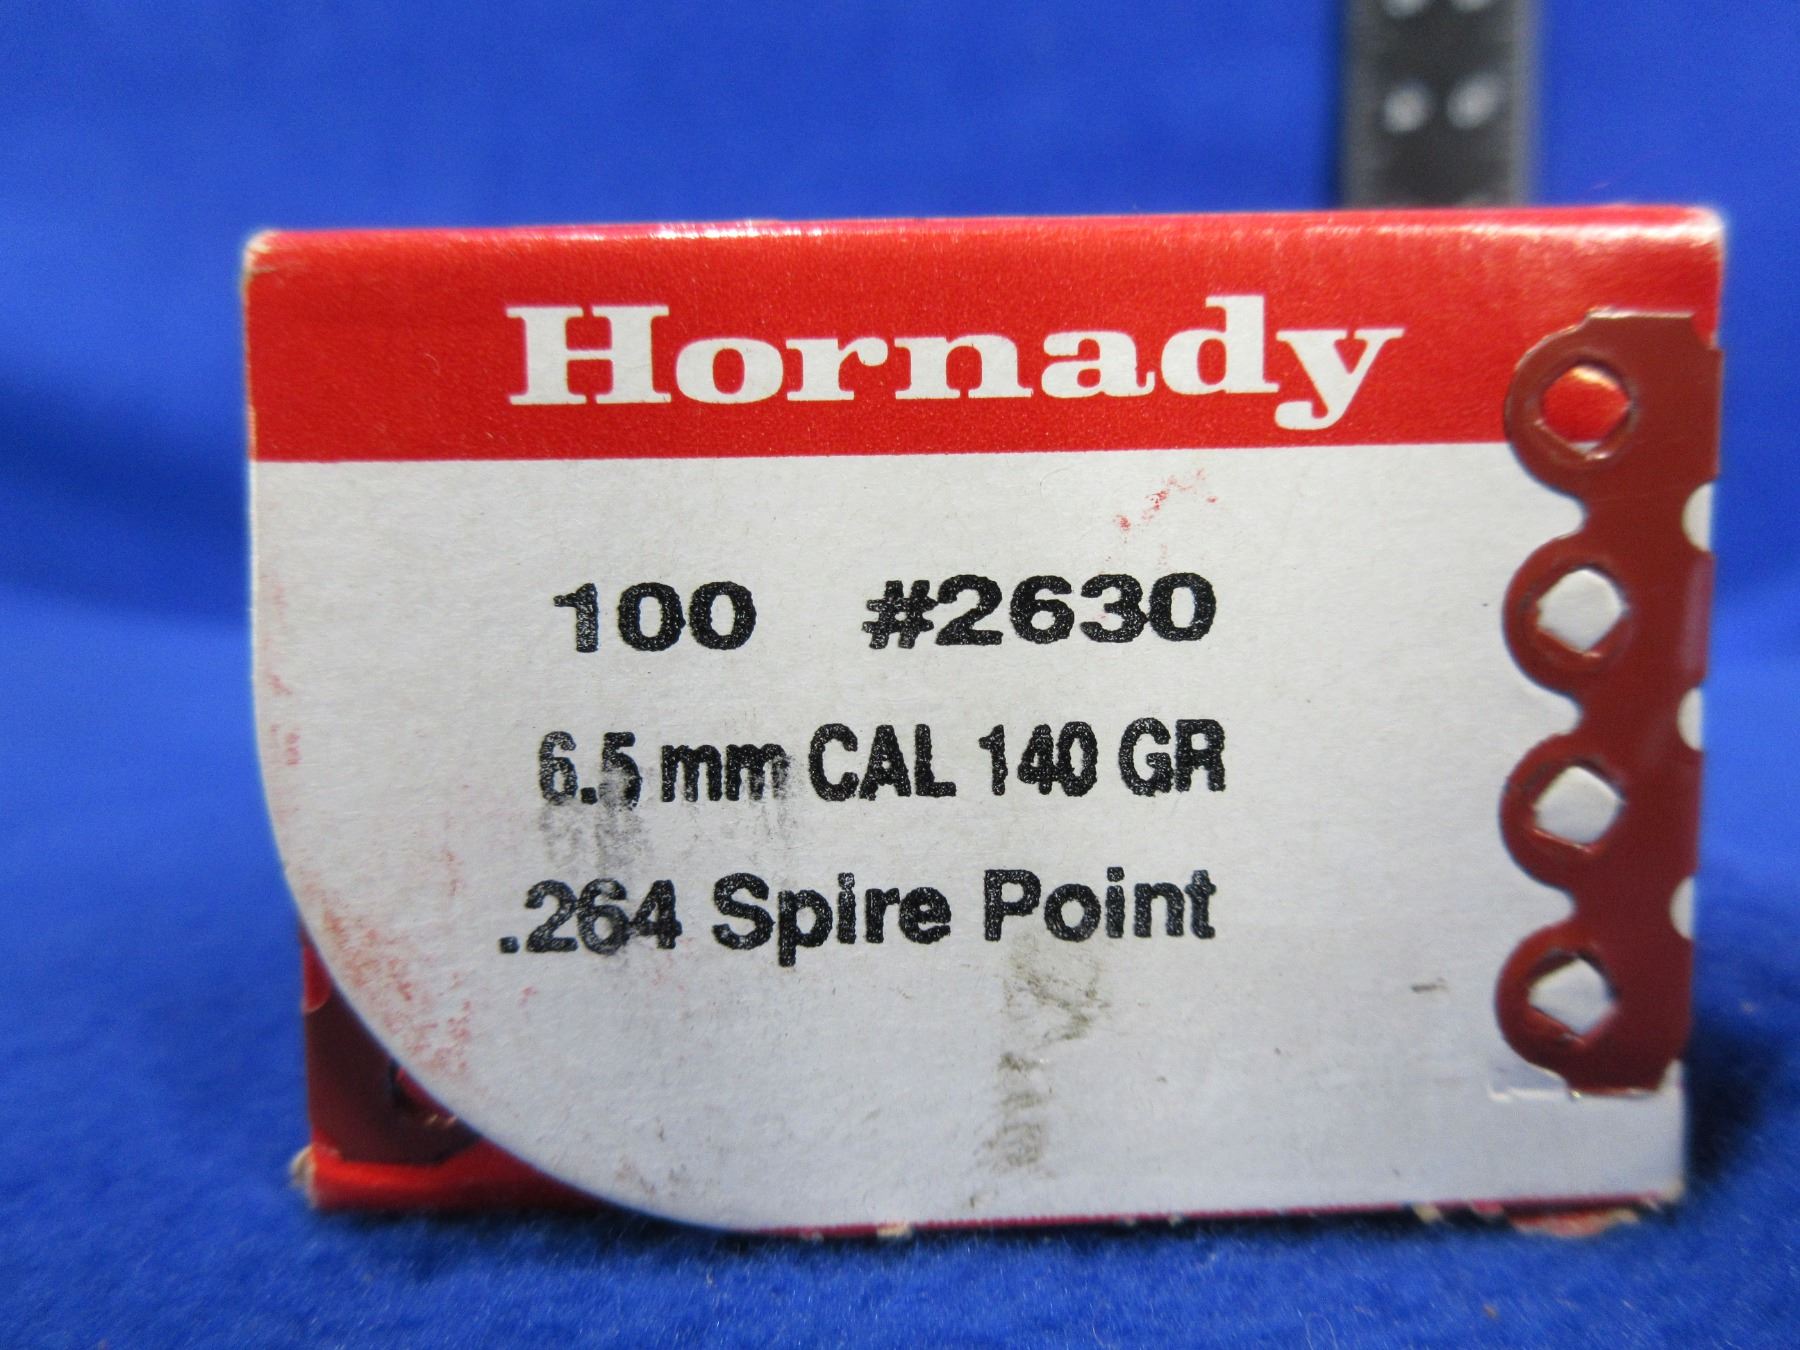 Hornady
100 #2630
6.5 mm CAL 140 GR
.264 Spire Point